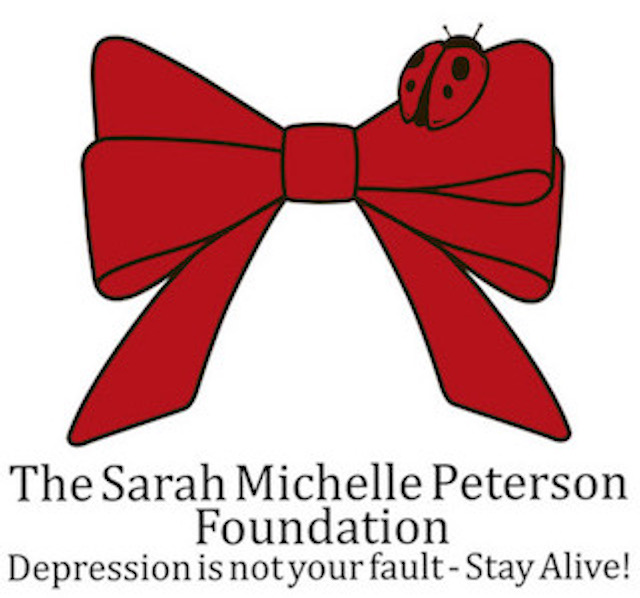 The Sarah Michelle Peterson
Foundation
Depression is not your fault - Stay Alive!